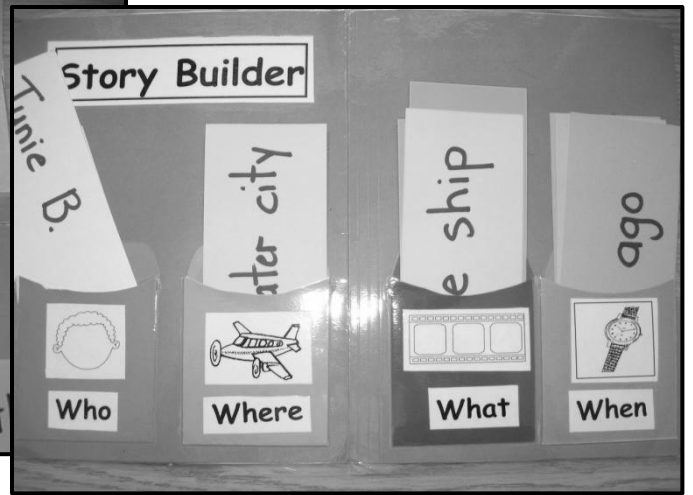 Story Builder
Junie B.
ater city
e ship
ago
Who
Where
What
When